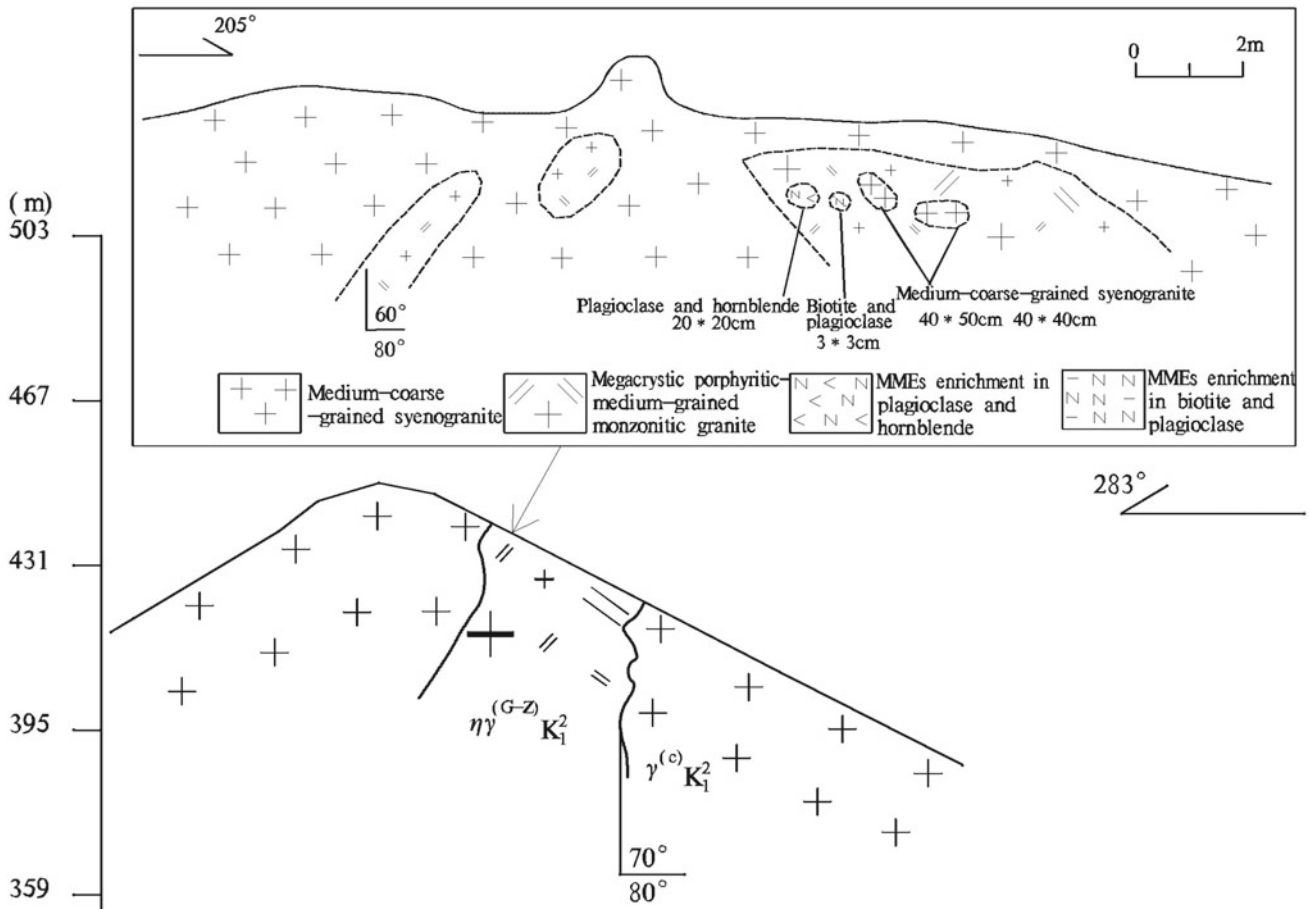 205°
0 2m
(m)
503
467
431
395
359
60°
80°
Plagioclase and hornblende
20 * 20cm
Biotite and
plagioclase
3 * 3cm
Medium-coarse-grained syenogranite
40 * 50cm 40 * 40cm
Medium-coarse
-grained syenogranite
Megacrystic porphyritic-
medium-grained
monzonitic granite
MMEs enrichment in
plagioclase and
hornblende
MMEs enrichment
in biotite and
plagioclase
283°
ηγ(G-Z)K₁²
γ(c)K₁²
70°
80°